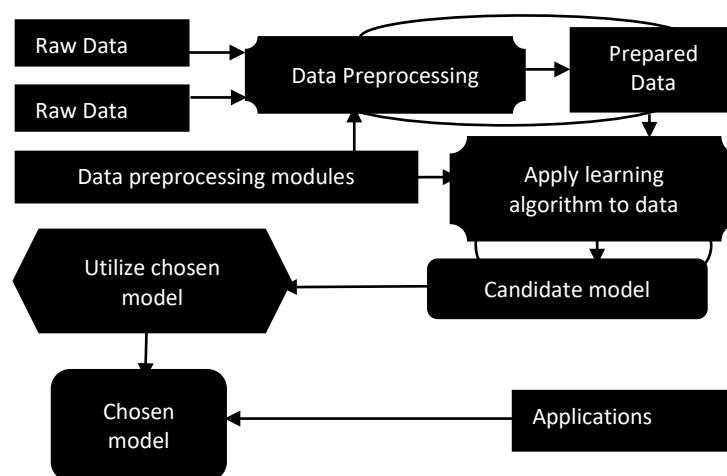 Raw Data
Data Preprocessing
Prepared
Data
Raw Data
Data preprocessing modules
Apply learning
algorithm to data
Utilize chosen
model
Candidate model
Chosen
model
Applications